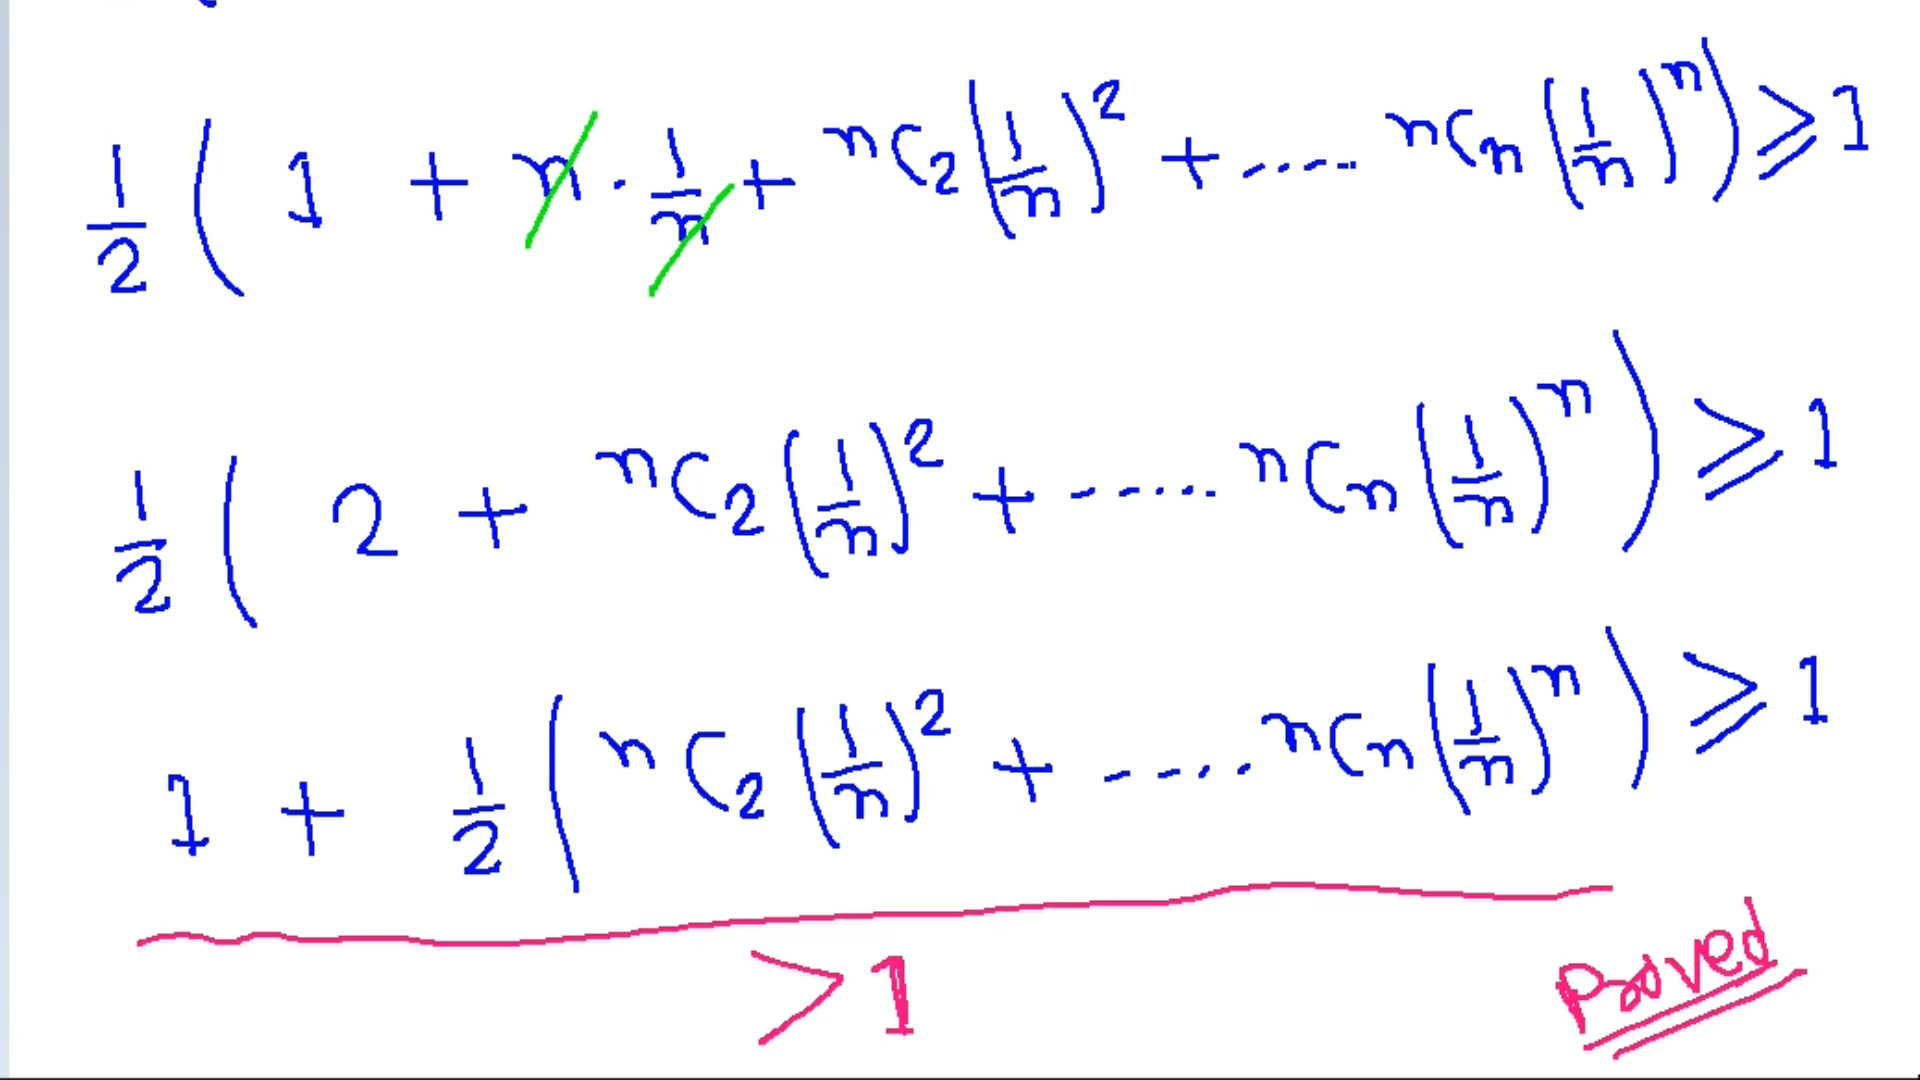 1/2 ( 1 + n · 1/n + ⁿC₂ (1/n)² + ..... ⁿCₙ (1/n)ⁿ ) ⩾ 1
1/2 ( 2 + ⁿC₂ (1/n)² + ...... ⁿCₙ (1/n)ⁿ ) ⩾ 1
1 + 1/2 ( ⁿC₂ (1/n)² + ..... ⁿCₙ (1/n)ⁿ ) ⩾ 1
> 1
Proved